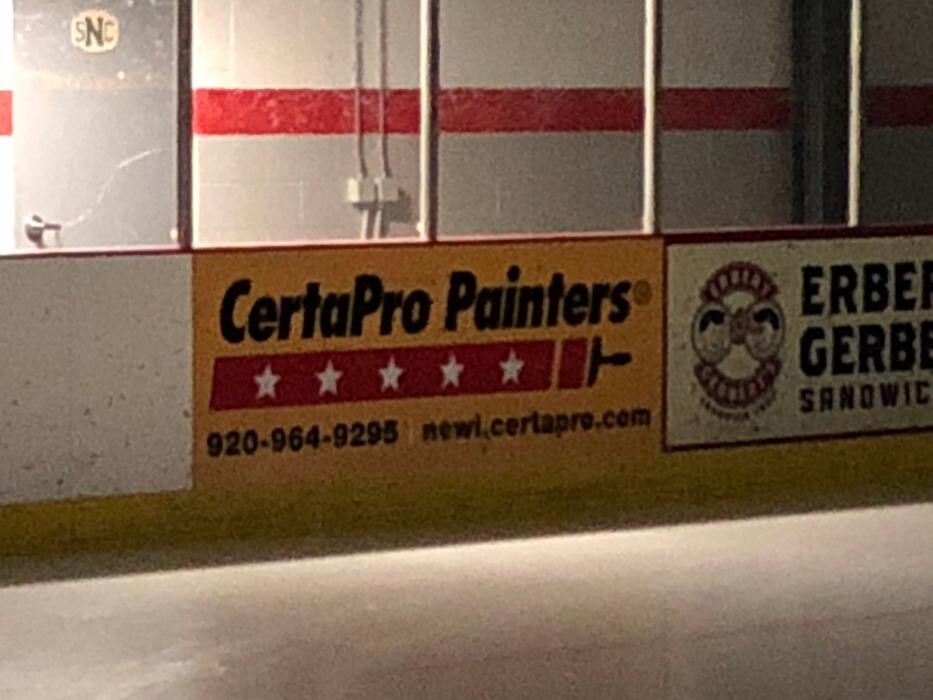 SNC
CertaPro Painters®
920-964-9295 newi.certapro.com
ERBER
GERBE
SANDWIC